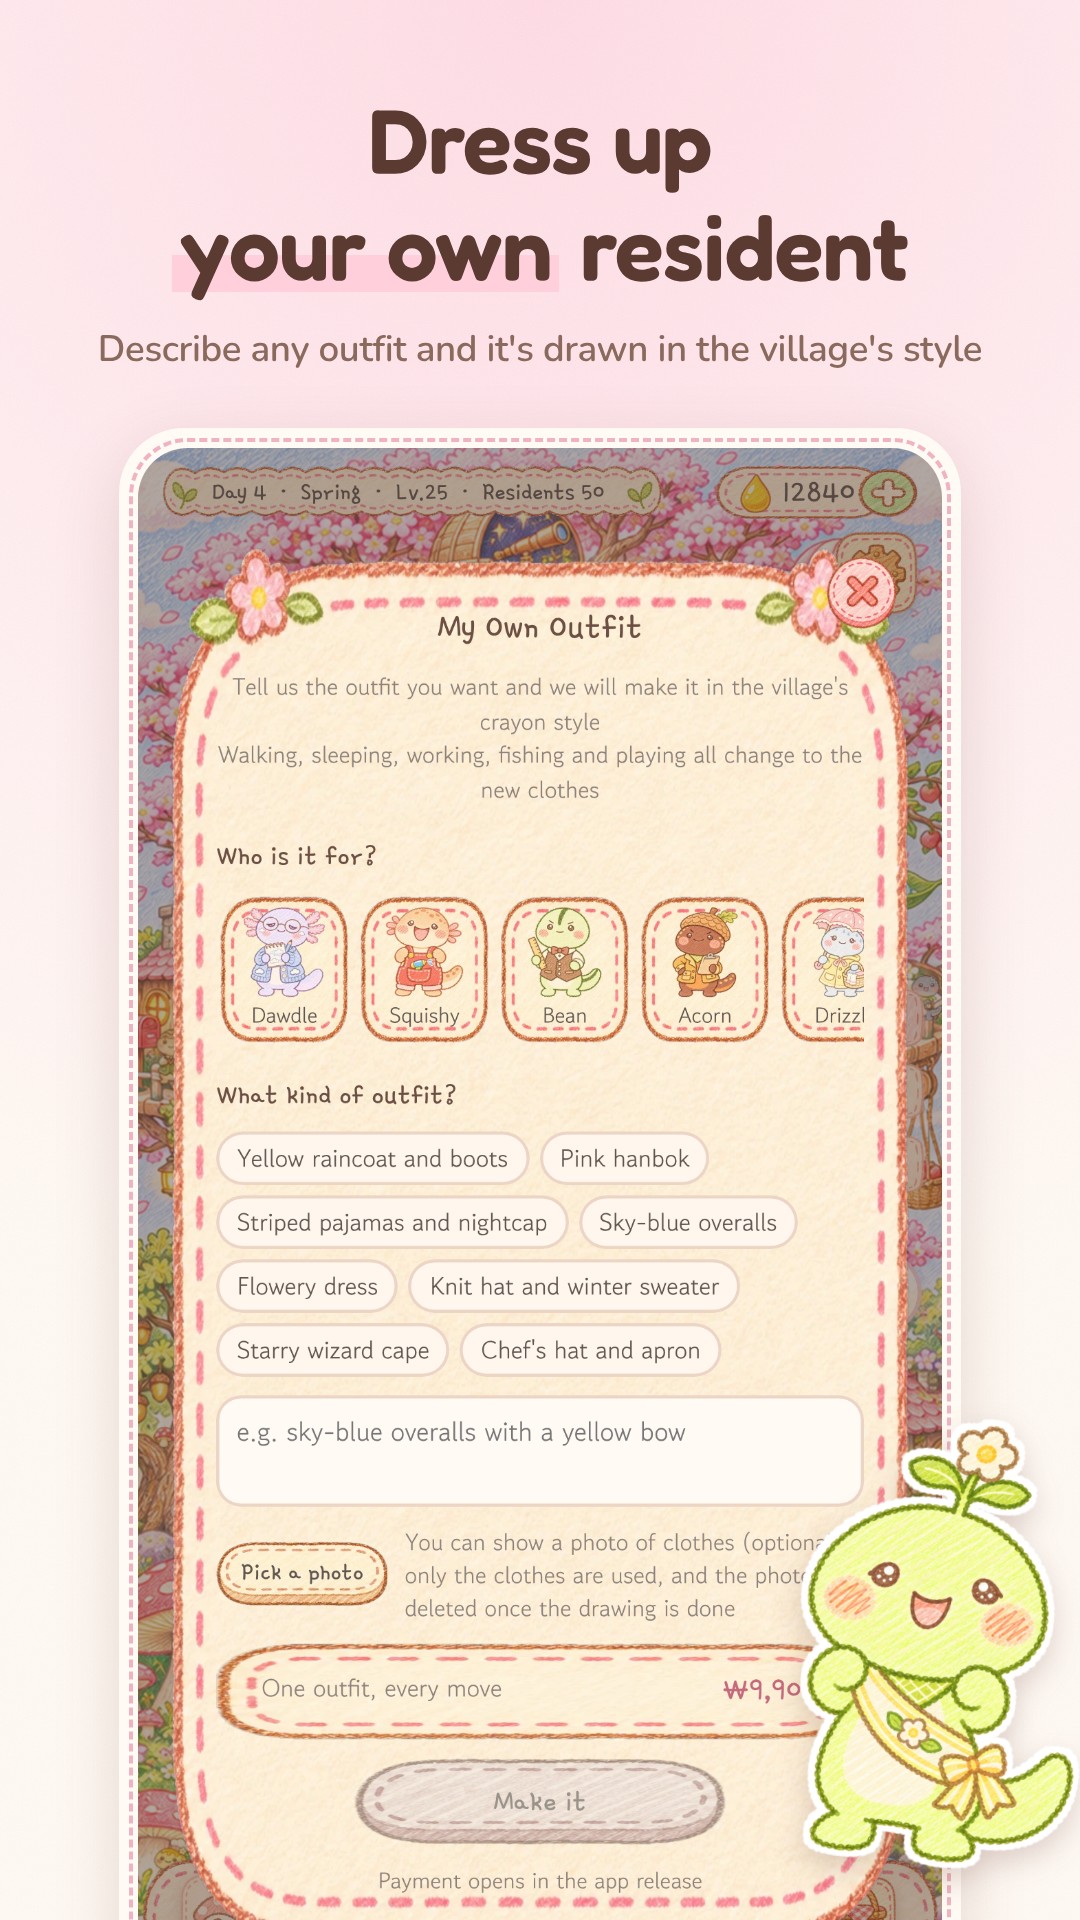 Dress up
your own resident
Describe any outfit and it's drawn in the village's style
Day 4 · Spring · Lv.25 · Residents 50
12840
My Own Outfit
Tell us the outfit you want and we will make it in the village's
crayon style
Walking, sleeping, working, fishing and playing all change to the
new clothes
Who is it for?
Dawdle
Squishy
Bean
Acorn
Drizzl
What kind of outfit?
Yellow raincoat and boots
Pink hanbok
Striped pajamas and nightcap
Sky-blue overalls
Flowery dress
Knit hat and winter sweater
Starry wizard cape
Chef's hat and apron
e.g. sky-blue overalls with a yellow bow
Pick a photo
You can show a photo of clothes (optiona
only the clothes are used, and the photo
deleted once the drawing is done
One outfit, every move
₩9,90
Make it
Payment opens in the app release